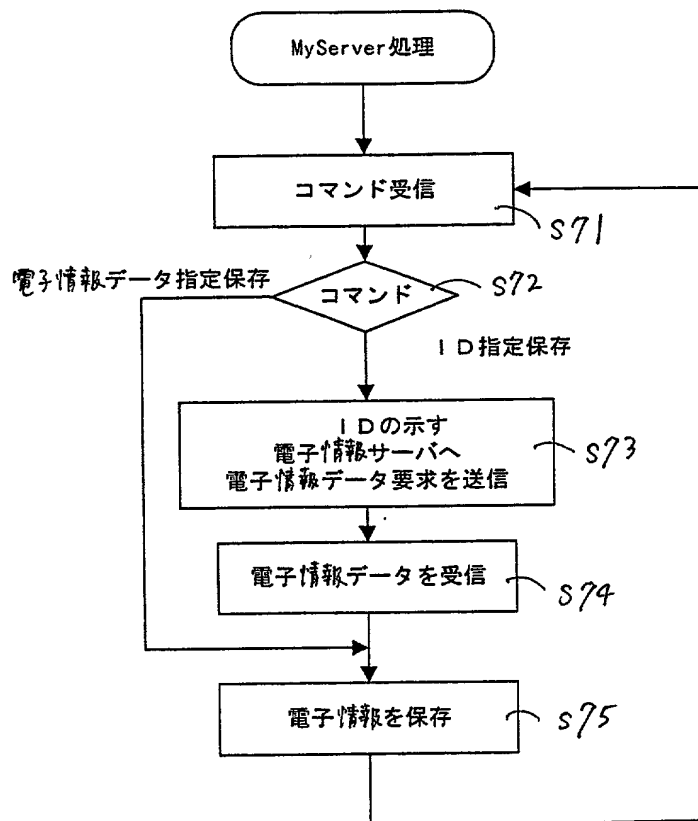 MyServer処理
コマンド受信
S71
電子情報データ指定保存
コマンド
S72
ID指定保存
IDの示す
電子情報サーバへ
電子情報データ要求を送信
S73
電子情報データを受信
S74
電子情報を保存
S75